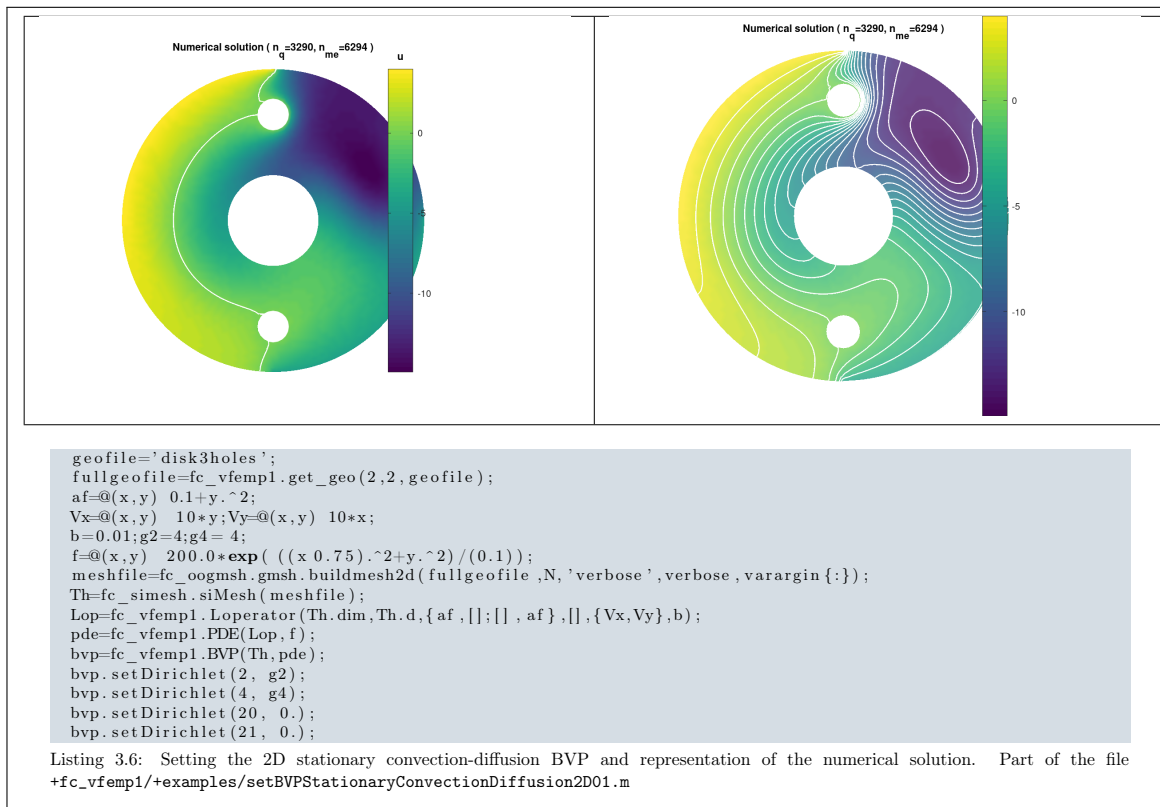 Numerical solution ( n_q=3290, n_me=6294 )
u
0
-5
-10
Numerical solution ( n_q=3290, n_me=6294 )
0
-5
-10
geofile='disk3holes';
fullgeofile=fc_vfemp1.get_geo(2,2,geofile);
af=@(x,y) 0.1+y.^2;
Vx=@(x,y) 10*y;Vy=@(x,y) 10*x;
b=0.01;g2=4;g4= 4;
f=@(x,y) 200.0*exp( ((x 0.75).^2+y.^2)/(0.1));
meshfile=fc_oogmsh.gmsh.buildmesh2d(fullgeofile,N,'verbose',verbose,varargin{:});
Th=fc_simesh.siMesh(meshfile);
Lop=fc_vfemp1.Loperator(Th.dim,Th.d,{af,[];[],af},[],{Vx,Vy},b);
pde=fc_vfemp1.PDE(Lop,f);
bvp=fc_vfemp1.BVP(Th,pde);
bvp.setDirichlet(2, g2);
bvp.setDirichlet(4, g4);
bvp.setDirichlet(20, 0.);
bvp.setDirichlet(21, 0.);
Listing 3.6: Setting the 2D stationary convection-diffusion BVP and representation of the numerical solution. Part of the file
+fc_vfemp1/+examples/setBVPStationaryConvectionDiffusion2D01.m